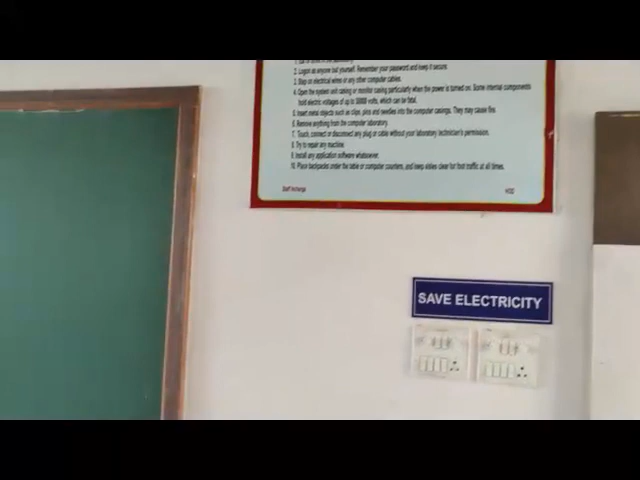 2. Logon as anyone but yourself. Remember your password and keep it secure
3. Step on electrical wires or any other computer cables.
4. Open the system unit casing or monitor casing particularly when the power is turned on. Some internal components
hold electric voltages of up to 30000 volts, which can be fatal.
5. Insert metal objects such as clips, pins and needles into the computer casings. They may cause fire.
6. Remove anything from the computer laboratory.
7. Touch, connect or disconnect any plug or cable without your laboratory technician's permission.
8. Try to repair any machine.
9. Install any application software whatsoever.
10. Place backpacks under the table or computer counters, and keep aisles clear for foot traffic at all times.
Staff Incharge HOD
SAVE ELECTRICITY